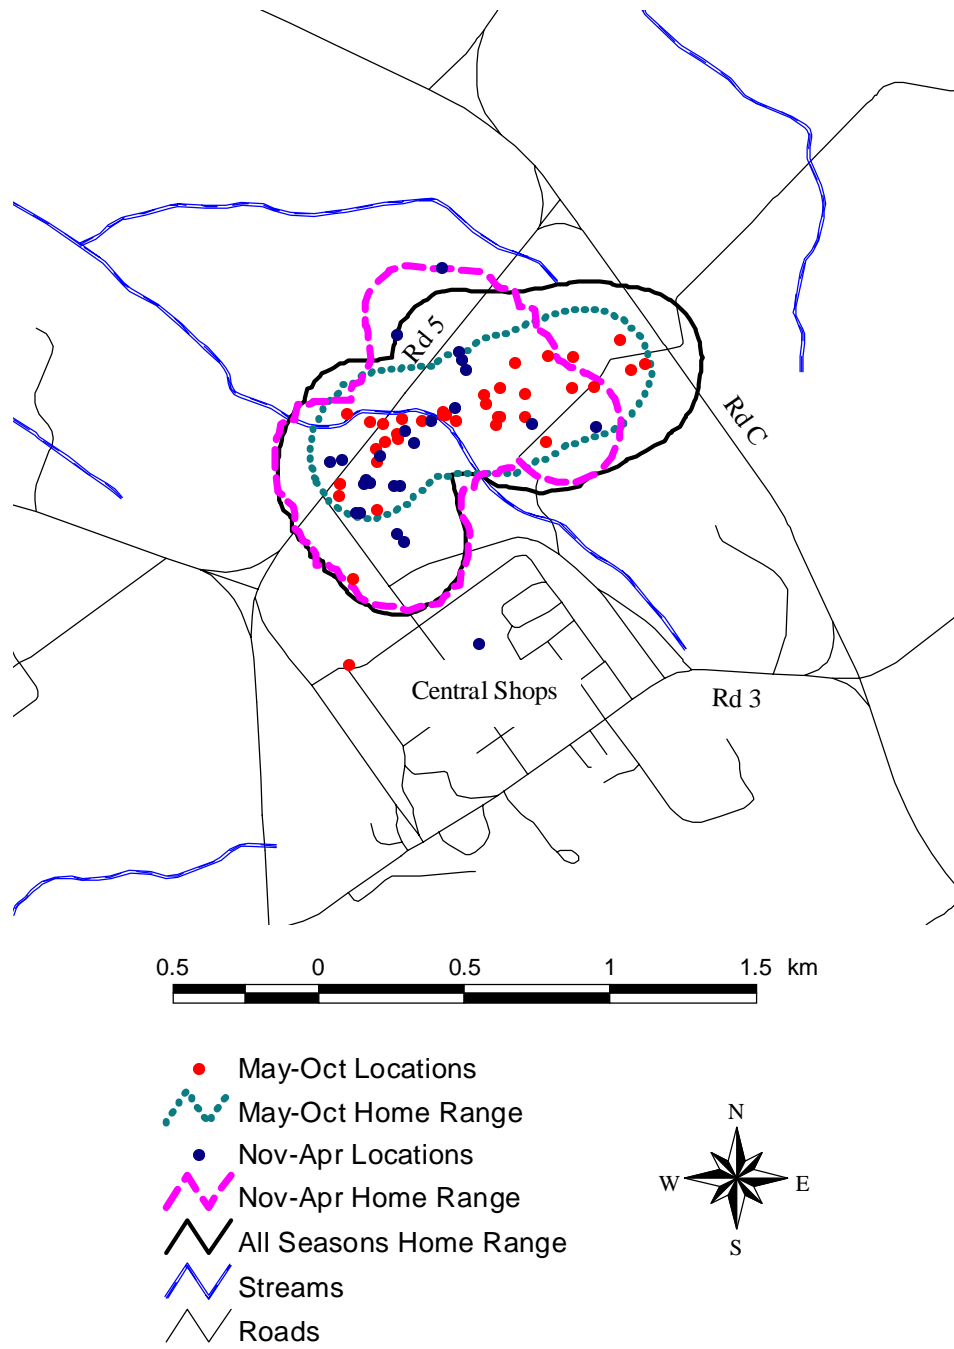 Rd 5
Rd C
Central Shops
Rd 3
0.5 0 0.5 1 1.5 km
May-Oct Locations
May-Oct Home Range
Nov-Apr Locations
Nov-Apr Home Range
All Seasons Home Range
Streams
Roads
N
W E
S